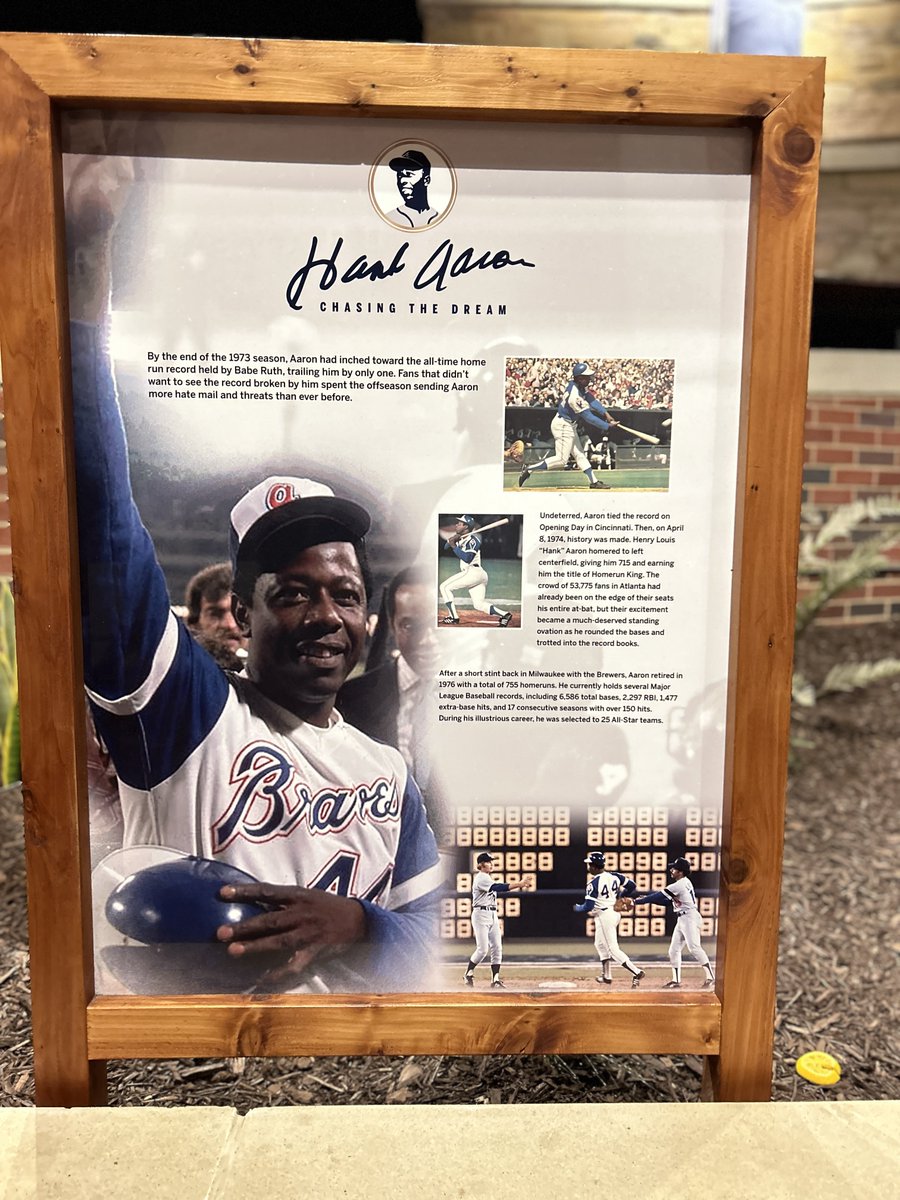 Hank Aaron
CHASING THE DREAM
By the end of the 1973 season, Aaron had inched toward the all-time home
run record held by Babe Ruth, trailing him by only one. Fans that didn't
want to see the record broken by him spent the offseason sending Aaron
more hate mail and threats than ever before.
Undeterred, Aaron tied the record on
Opening Day in Cincinnati. Then, on April
8, 1974, history was made. Henry Louis
"Hank" Aaron homered to left
centerfield, giving him 715 and earning
him the title of Homerun King. The
crowd of 53,775 fans in Atlanta had
already been on the edge of their seats
his entire at-bat, but their excitement
became a much-deserved standing
ovation as he rounded the bases and
trotted into the record books.
After a short stint back in Milwaukee with the Brewers, Aaron retired in
1976 with a total of 755 homeruns. He currently holds several Major
League Baseball records, including 6,586 total bases, 2,297 RBI, 1,477
extra-base hits, and 17 consecutive seasons with over 150 hits.
During his illustrious career, he was selected to 25 All-Star teams.
a
Braves
44
44